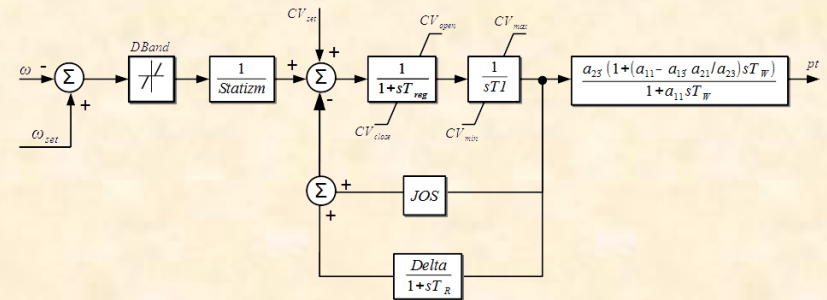 CV_set
CV_open
CV_max
DBand
ω - Σ +
ω_set
1
Statizm
+ + Σ -
1
1+sT_reg
1
sT1
a_23 (1+(a_11 - a_13 a_21/a_23)sT_W)
1+a_11 sT_W
pt
CV_close
CV_min
Σ + +
JOS
Delta
1+sT_R